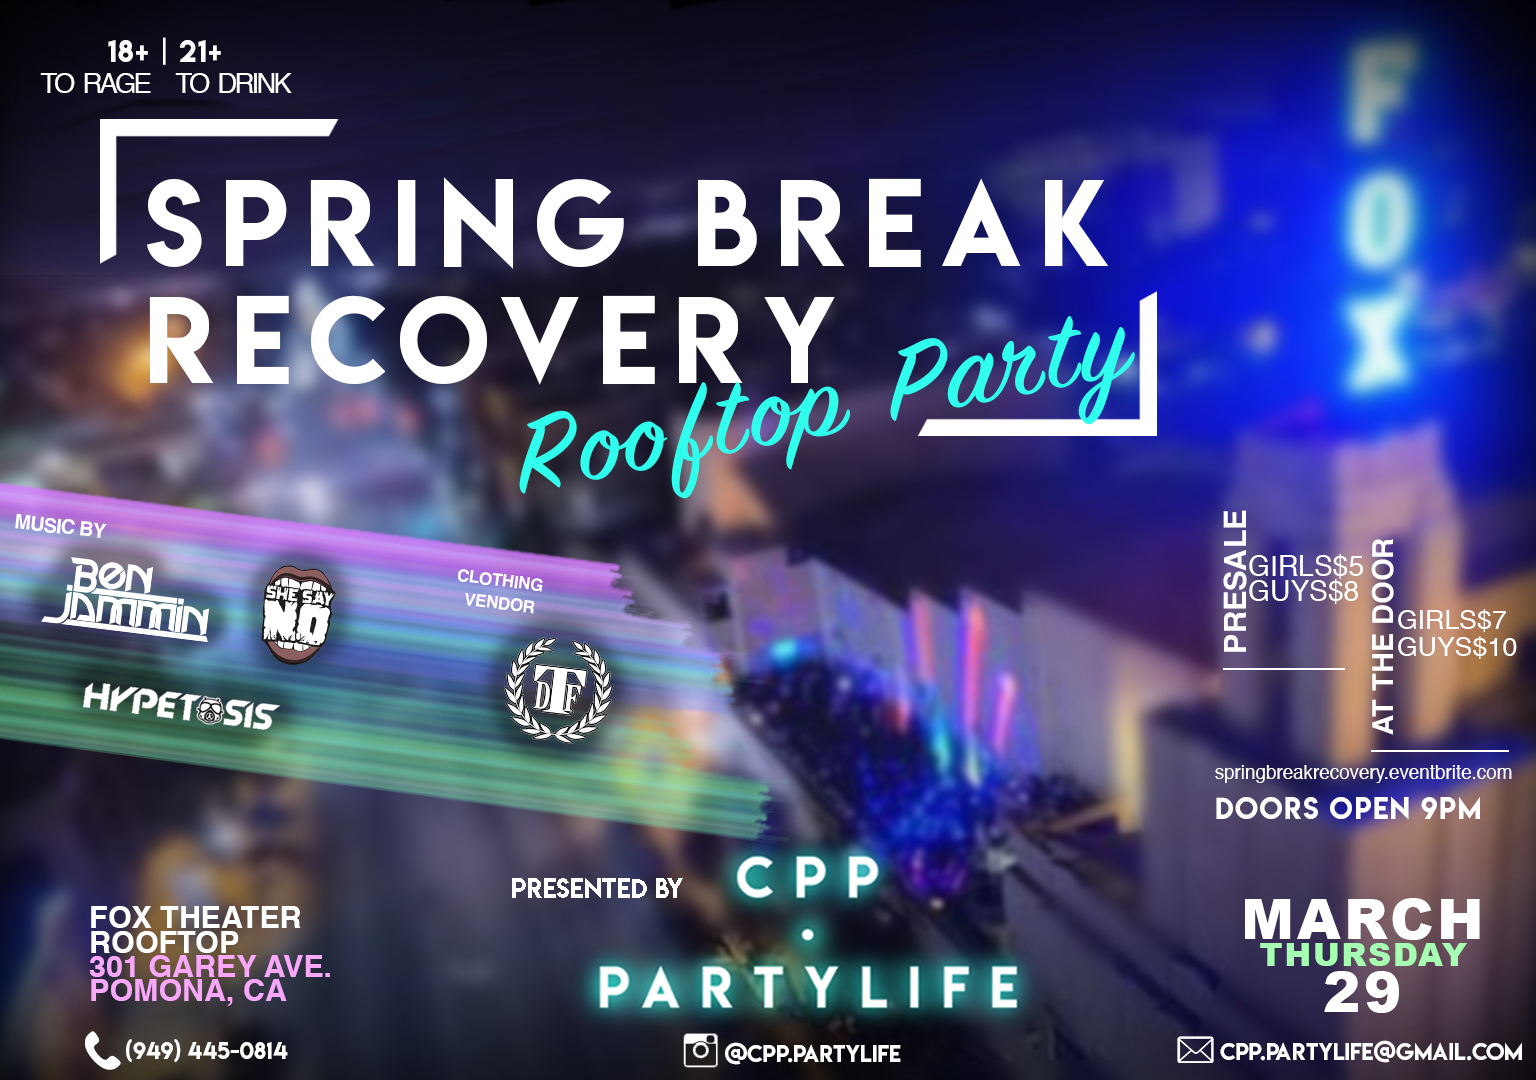 18+ | 21+
TO RAGE TO DRINK
SPRING BREAK
RECOVERY
Rooftop Party
FOX
MUSIC BY
BEN JAMMIN
SHE SAY NO
HYPETOSIS
CLOTHING
VENDOR
DTF
PRESALE
GIRLS$5
GUYS$8
AT THE DOOR
GIRLS$7
GUYS$10
springbreakrecovery.eventbrite.com
DOORS OPEN 9PM
PRESENTED BY
CPP
•
PARTYLIFE
FOX THEATER
ROOFTOP
301 GAREY AVE.
POMONA, CA
(949) 445-0814
@CPP.PARTYLIFE
MARCH
THURSDAY
29
CPP.PARTYLIFE@GMAIL.COM